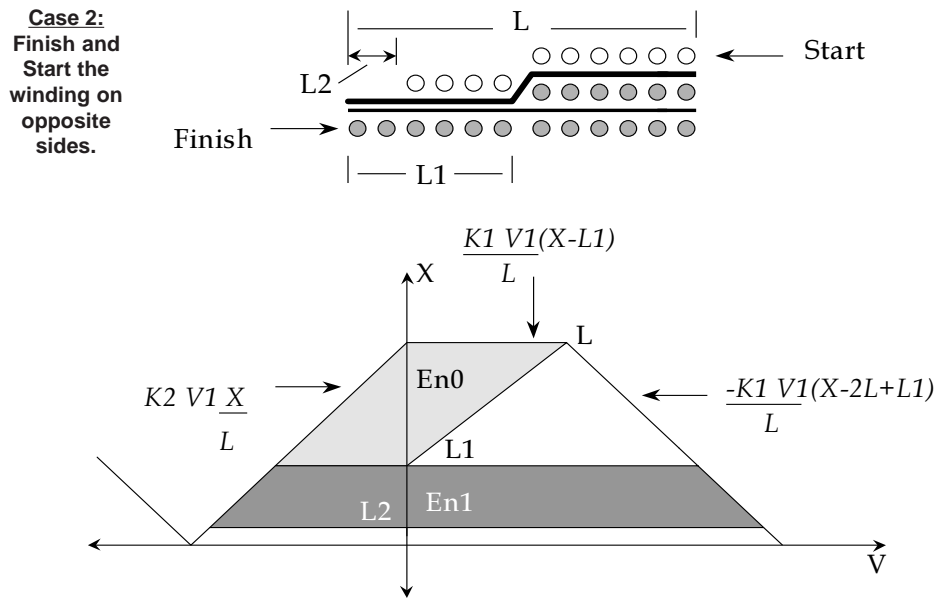 Case 2:
Finish and
Start the
winding on
opposite
sides.
L
Start
L2
Finish
L1
K1 V1(X-L1)
L
X
L
En0
K2 V1 X
L
-K1 V1(X-2L+L1)
L
L1
L2
En1
V